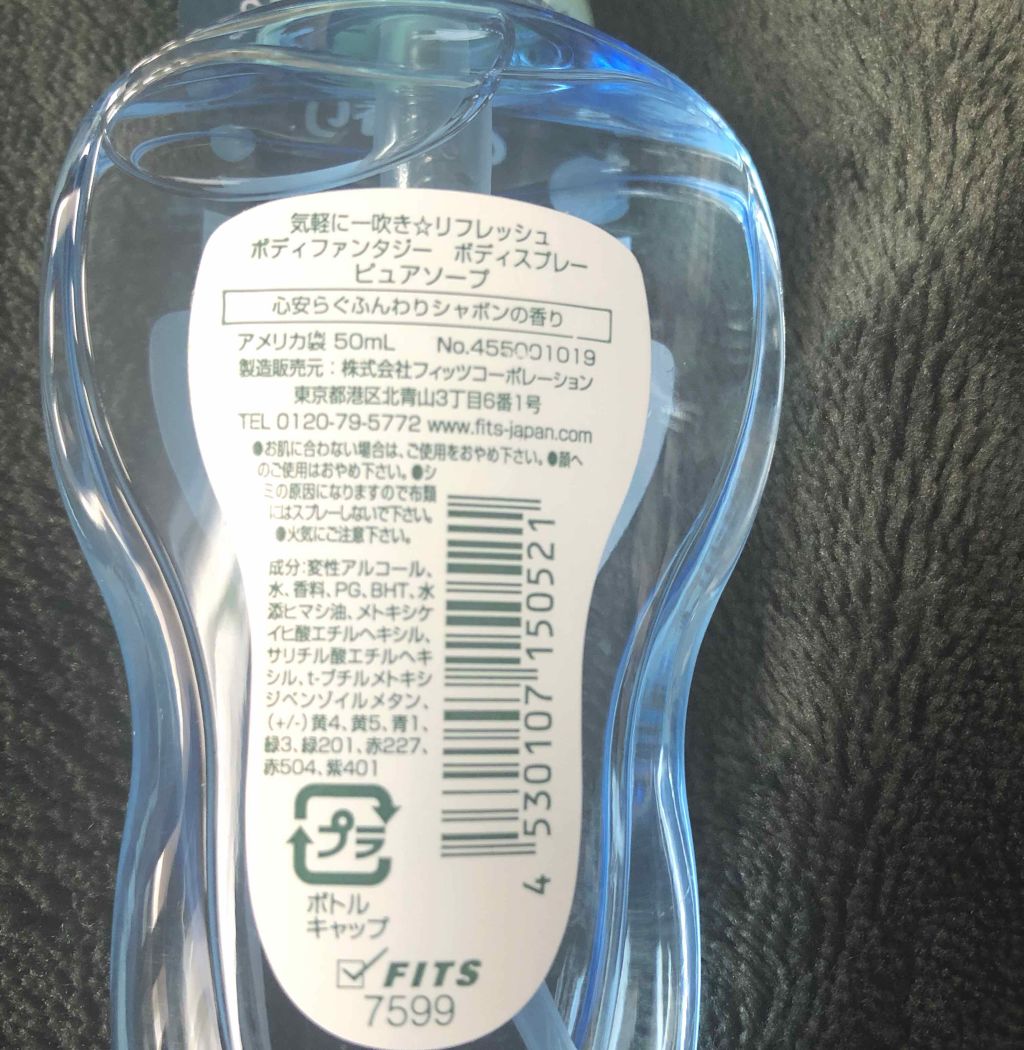 気軽に一吹き☆リフレッシュ
ボディファンタジー　ボディスプレー
ピュアソープ
心安らぐふんわりシャボンの香り
アメリカ袋 50mL　No.455001019
製造販売元：株式会社フィッツコーポレーション
東京都港区北青山3丁目6番1号
TEL 0120-79-5772 www.fits-japan.com
●お肌に合わない場合は、ご使用をおやめ下さい。●顔へ
のご使用はおやめ下さい。●シ
ミの原因になりますので布類
にはスプレーしないで下さい。
●火気にご注意下さい。
成分:変性アルコール、
水、香料、PG、BHT、水
添ヒマシ油、メトキシケ
イヒ酸エチルヘキシル、
サリチル酸エチルヘキ
シル、t-ブチルメトキシ
ジベンゾイルメタン、
(+/-)黄4、黄5、青1、
緑3、緑201、赤227、
赤504、紫401
4 530107 150521
プラ
ボトル
キャップ
FITS
7599